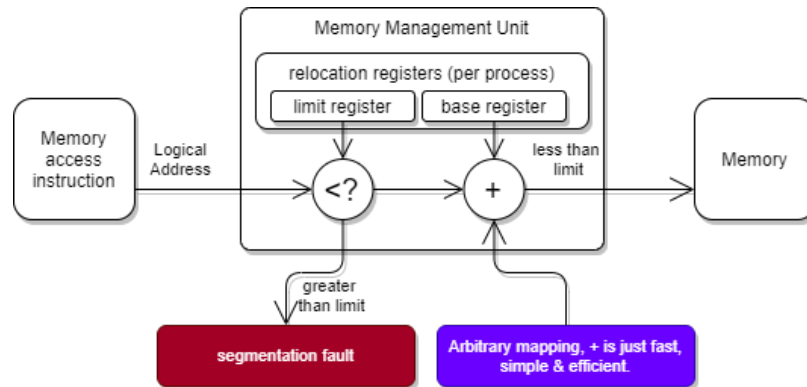 Memory Management Unit
relocation registers (per process)
limit register
base register
Memory
access
instruction
Logical
Address
<?
+
less than
limit
Memory
greater
than limit
segmentation fault
Arbitrary mapping, + is just fast,
simple & efficient.